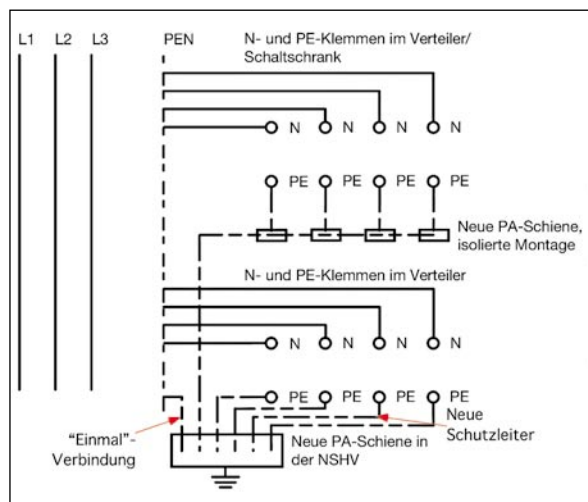 L1 L2 L3 PEN N- und PE-Klemmen im Verteiler/
Schaltschrank
N N N N
PE PE PE PE
Neue PA-Schiene,
isolierte Montage
N- und PE-Klemmen im Verteiler
N N N N
PE PE PE PE
Neue
Schutzleiter
"Einmal"-
Verbindung
Neue PA-Schiene in
der NSHV